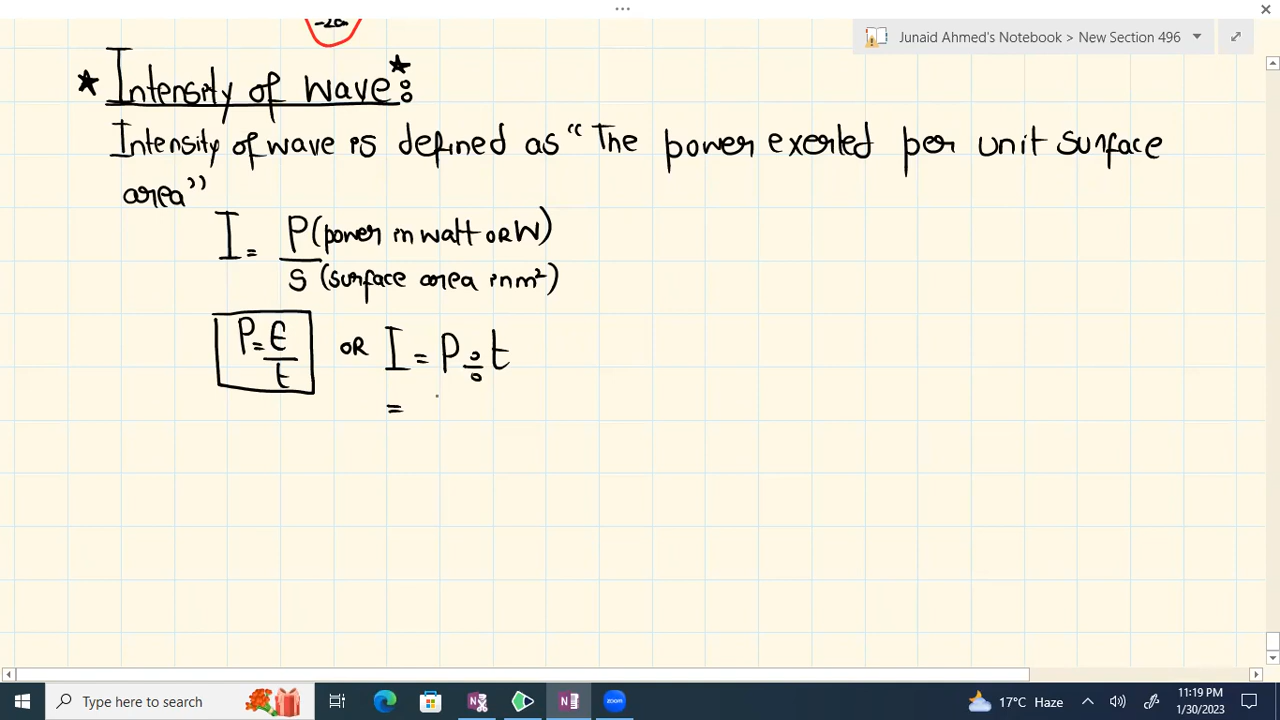 ...
-20
Junaid Ahmed's Notebook > New Section 496
*Intensity of wave*:
Intensity of wave is defined as "The power exerted per unit surface
area"
I = P (power in watt OR W)
S (surface area in m²)
P = E
t
OR I = P ÷ t
=
Type here to search
zoom
17°C Haze
11:19 PM
1/30/2023